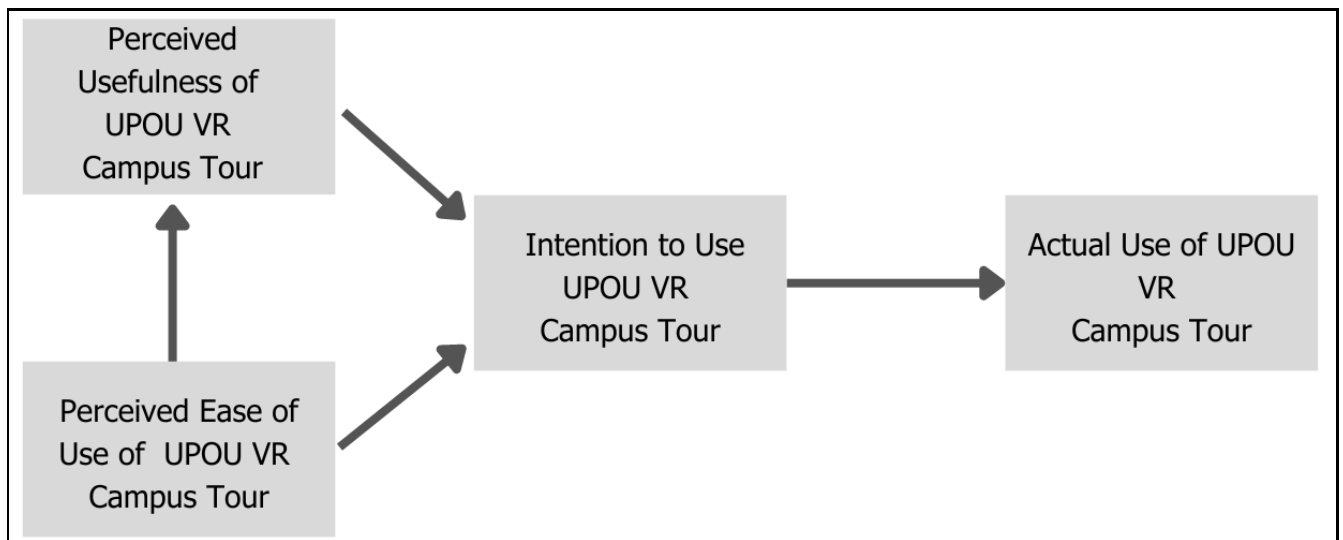 Perceived
Usefulness of
UPOU VR
Campus Tour
Perceived Ease of
Use of UPOU VR
Campus Tour
Intention to Use
UPOU VR
Campus Tour
Actual Use of UPOU
VR
Campus Tour